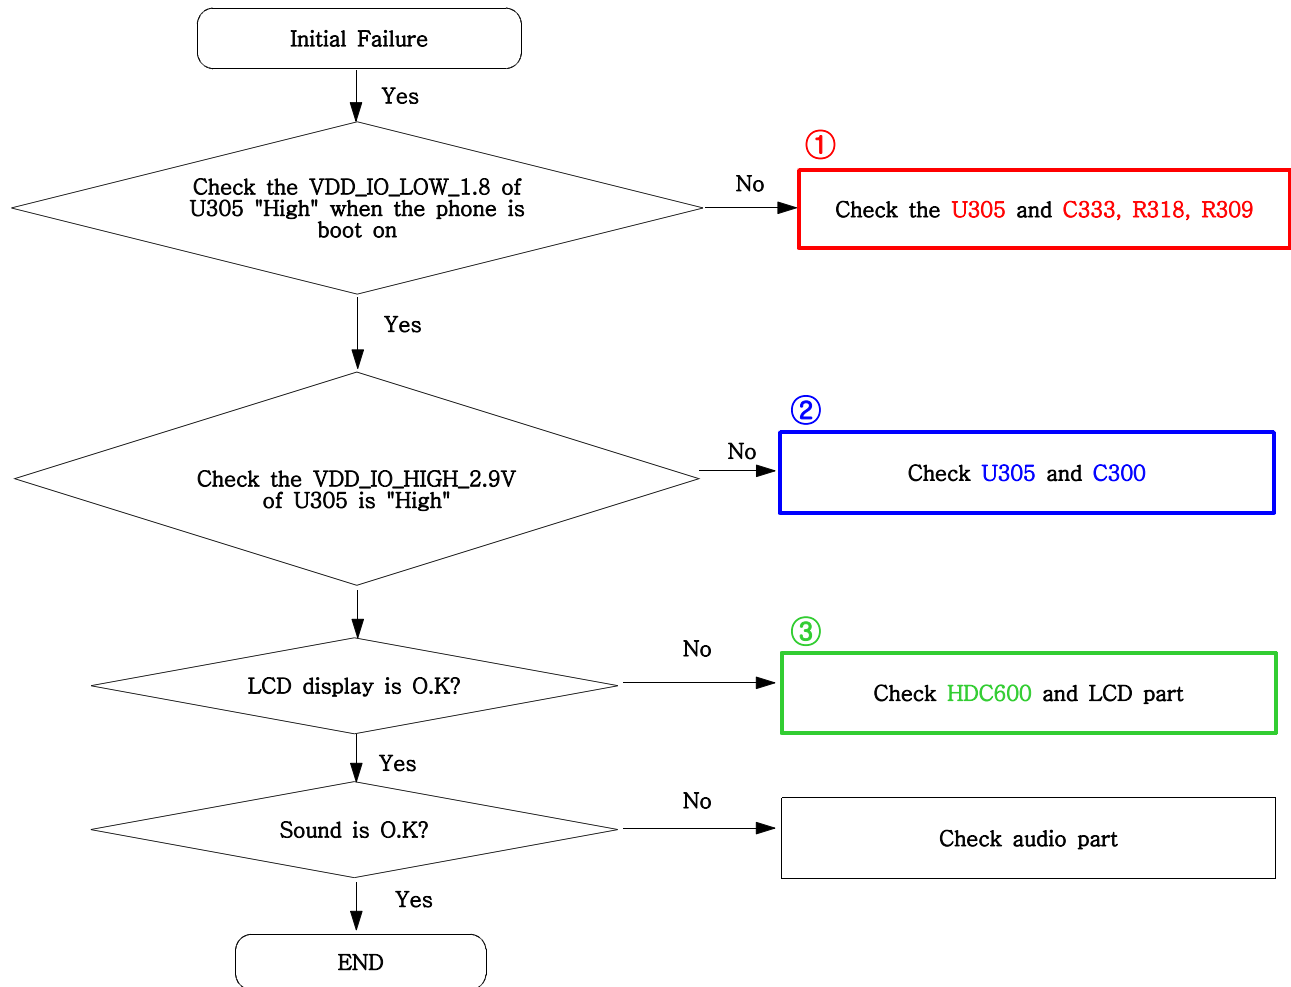 Initial Failure
Yes
①
Check the VDD_IO_LOW_1.8 of
U305 "High" when the phone is
boot on
No
Check the U305 and C333, R318, R309
Yes
②
Check the VDD_IO_HIGH_2.9V
of U305 is "High"
No
Check U305 and C300
③
LCD display is O.K?
No
Check HDC600 and LCD part
Yes
Sound is O.K?
No
Check audio part
Yes
END